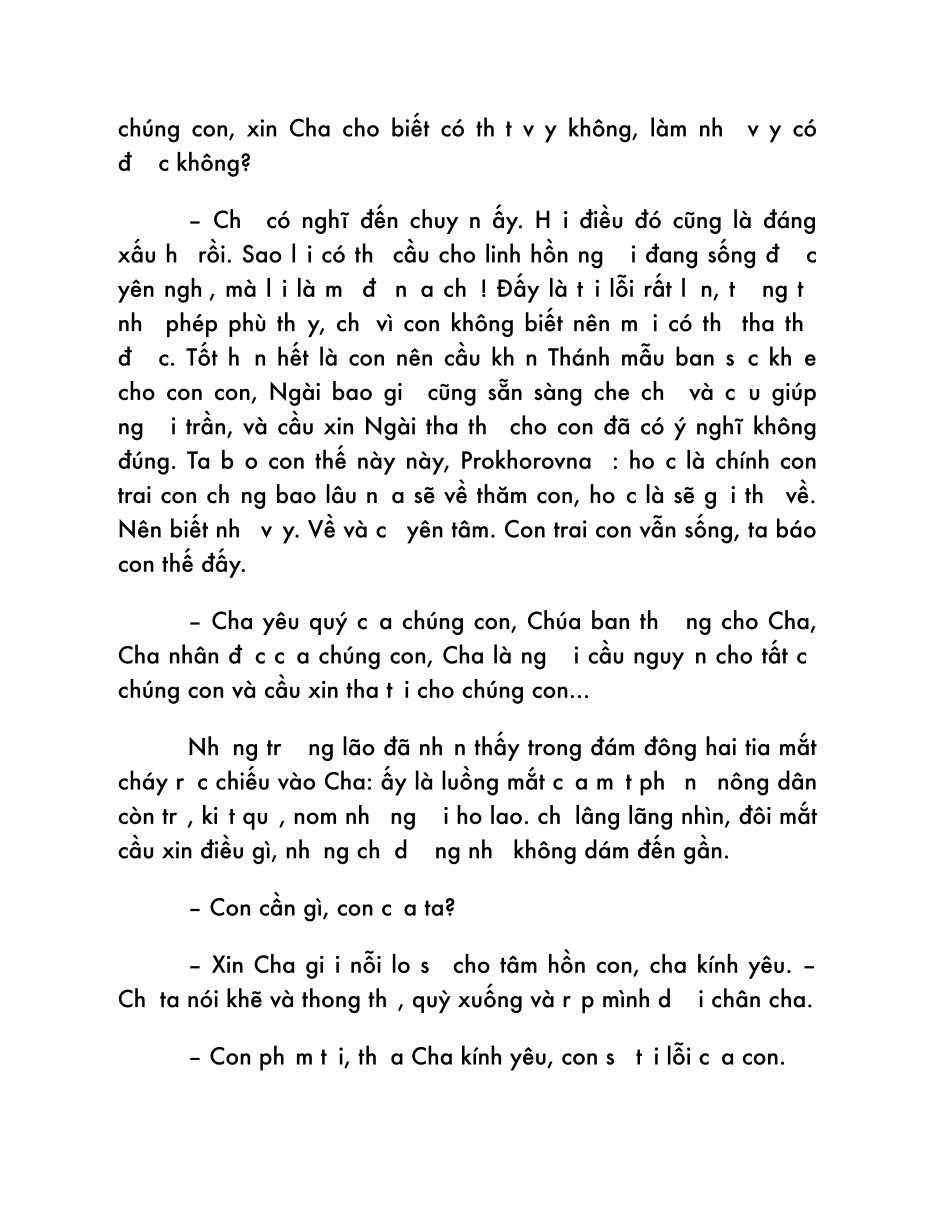 chúng con, xin Cha cho biết có th t v y không, làm nh v y có
đ c không?
– Ch có nghĩ đến chuy n ấy. H i điều đó cũng là đáng
xấu h rồi. Sao l i có th cầu cho linh hồn ng i đang sống đ c
yên ngh , mà l i là m đ n a ch ! Đấy là t i lỗi rất l n, t ng t
nh phép phù th y, ch vì con không biết nên m i có th tha th
đ c. Tốt h n hết là con nên cầu kh n Thánh mẫu ban s c kh e
cho con con, Ngài bao gi cũng sẵn sàng che ch và c u giúp
ng i trần, và cầu xin Ngài tha th cho con đã có ý nghĩ không
đúng. Ta b o con thế này này, Prokhorovna : ho c là chính con
trai con ch ng bao lâu n a sẽ về thăm con, ho c là sẽ g i th về.
Nên biết nh v y. Về và c yên tâm. Con trai con vẫn sống, ta báo
con thế đấy.
– Cha yêu quý c a chúng con, Chúa ban th ng cho Cha,
Cha nhân đ c c a chúng con, Cha là ng i cầu nguy n cho tất c
chúng con và cầu xin tha t i cho chúng con...
Nh ng tr ng lão đã nh n thấy trong đám đông hai tia mắt
cháy r c chiếu vào Cha: ấy là luồng mắt c a m t ph n nông dân
còn tr , ki t qu , nom nh ng i ho lao. ch lâng lãng nhìn, đôi mắt
cầu xin điều gì, nh ng ch d ng nh không dám đến gần.
– Con cần gì, con c a ta?
– Xin Cha gi i nỗi lo s cho tâm hồn con, cha kính yêu. –
Ch ta nói khẽ và thong th , quỳ xuống và r p mình d i chân cha.
– Con ph m t i, th a Cha kính yêu, con s t i lỗi c a con.